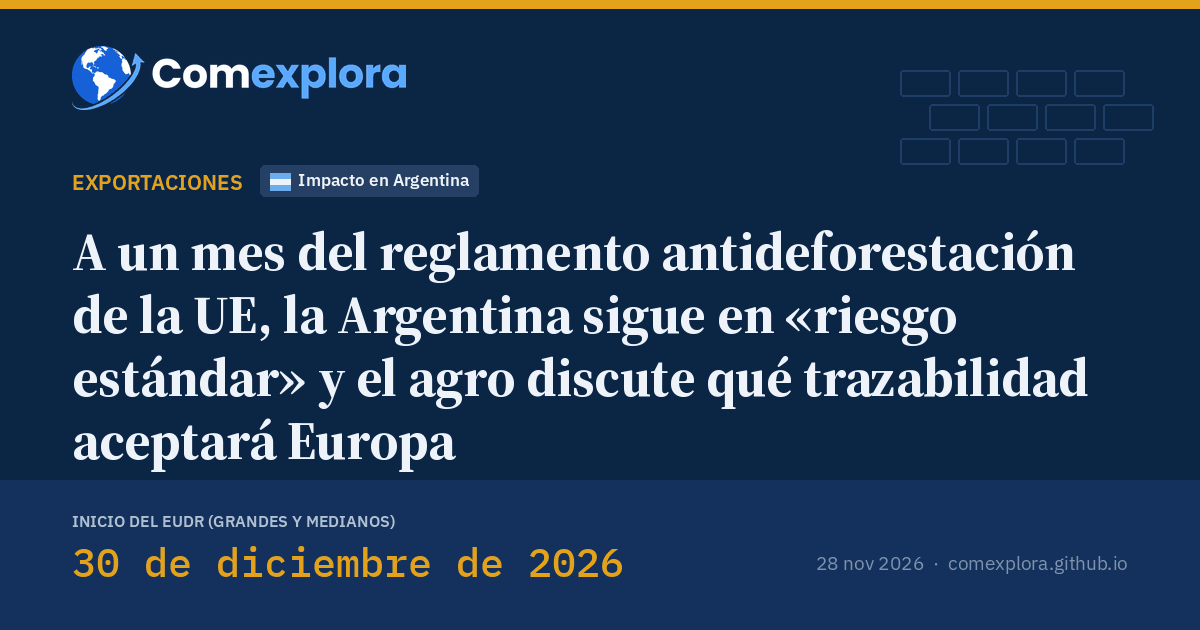 Comexplora
EXPORTACIONES
Impacto en Argentina
A un mes del reglamento antideforestación
de la UE, la Argentina sigue en «riesgo
estándar» y el agro discute qué trazabilidad
aceptará Europa
INICIO DEL EUDR (GRANDES Y MEDIANOS)
30 de diciembre de 2026
28 nov 2026 · comexplora.github.io